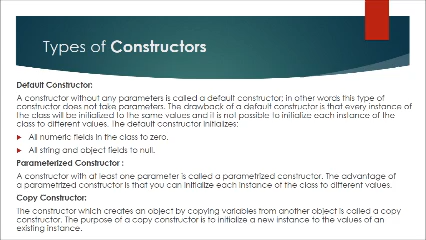 Types of Constructors
Default Constructor:
A constructor without any parameters is called a default constructor; in other words this type of
constructor does not take parameters. The drawback of a default constructor is that every instance of
the class will be initialized to the same values and it is not possible to initialize each instance of the
class to different values. The default constructor initializes:
All numeric fields in the class to zero.
All string and object fields to null.
Parameterized Constructor :
A constructor with at least one parameter is called a parametrized constructor. The advantage of
a parametrized constructor is that you can initialize each instance of the class to different values.
Copy Constructor:
The constructor which creates an object by copying variables from another object is called a copy
constructor. The purpose of a copy constructor is to initialize a new instance to the values of an
existing instance.